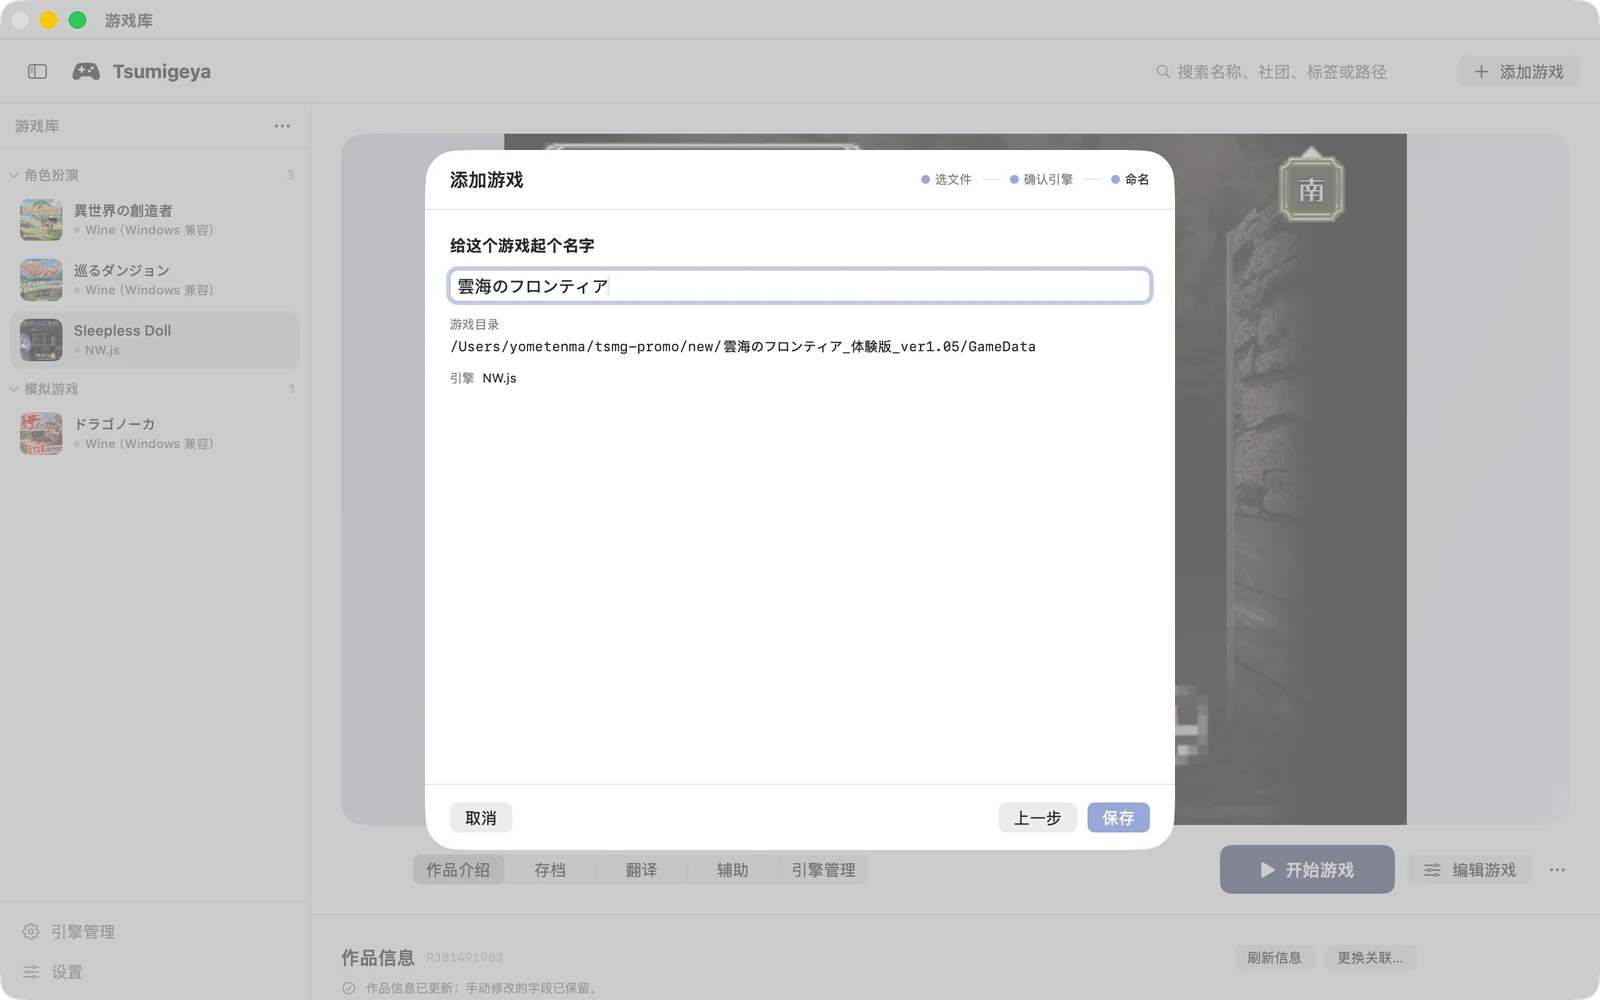 游戏库
Tsumigeya
搜索名称、社团、标签或路径
添加游戏
游戏库
角色扮演 3
異世界の創造者
Wine (Windows 兼容)
巡るダンジョン
Wine (Windows 兼容)
Sleepless Doll
NW.js
模拟游戏 1
ドラゴノーカ
Wine (Windows 兼容)
引擎管理
设置
南
添加游戏
选文件
确认引擎
命名
给这个游戏起个名字
雲海のフロンティア
游戏目录
/Users/yometenma/tsmg-promo/new/雲海のフロンティア_体験版_ver1.05/GameData
引擎 NW.js
取消
上一步
保存
作品介绍
存档
翻译
辅助
引擎管理
开始游戏
编辑游戏
作品信息 RJ01491903
刷新信息
更换关联...
作品信息已更新；手动修改的字段已保留。